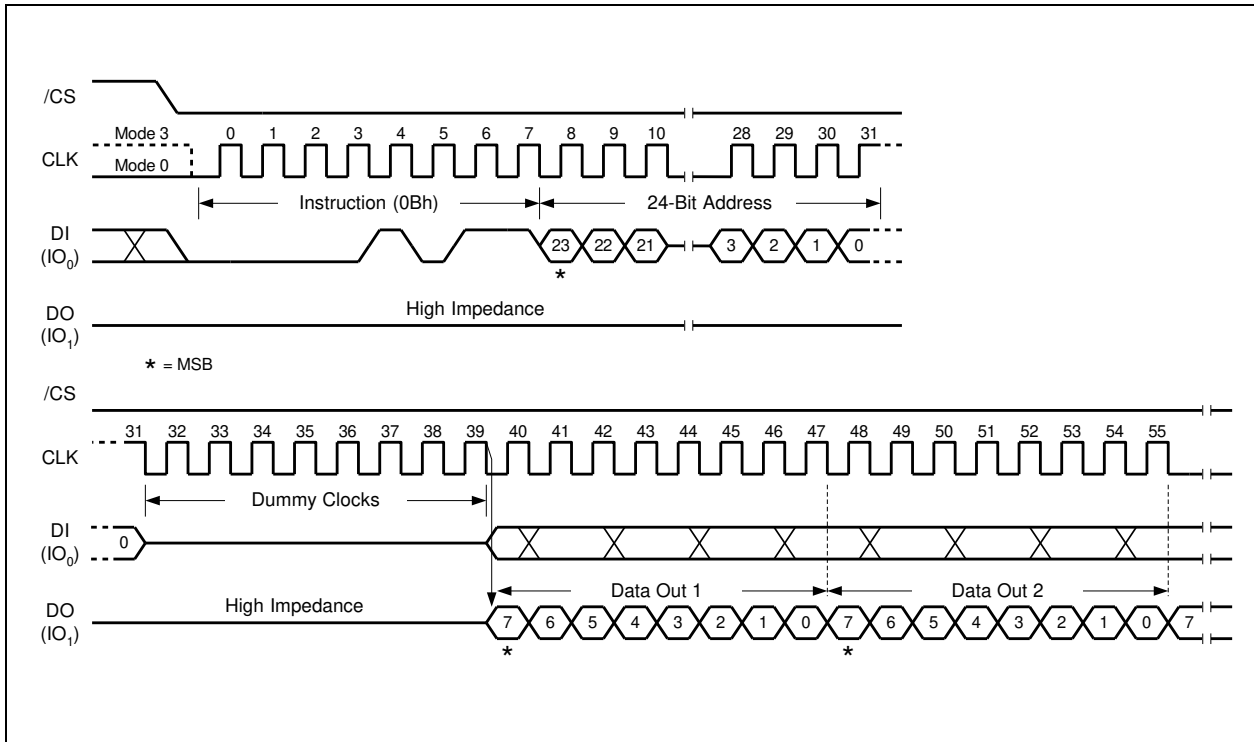 /CS
Mode 3 0 1 2 3 4 5 6 7 8 9 10 28 29 30 31
CLK
Mode 0
Instruction (0Bh) 24-Bit Address
DI
(IO0) 23 22 21 3 2 1 0
*
DO
(IO1)
High Impedance
* = MSB
/CS
31 32 33 34 35 36 37 38 39 40 41 42 43 44 45 46 47 48 49 50 51 52 53 54 55
CLK
Dummy Clocks
DI
(IO0)
0
Data Out 1 Data Out 2
DO
(IO1)
High Impedance
7 6 5 4 3 2 1 0 7 6 5 4 3 2 1 0 7
* *